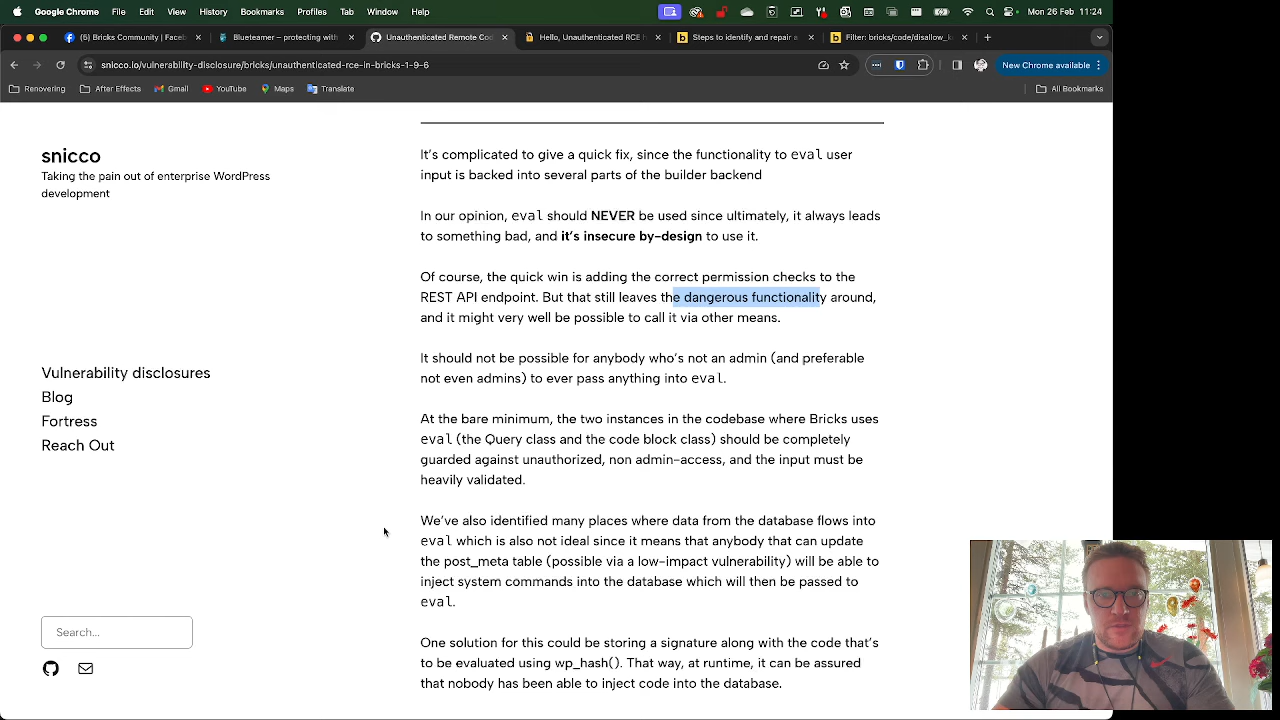 Google Chrome File Edit View History Bookmarks Profiles Tab Window Help Mon 26 Feb 11:24
(5) Bricks Community | Faceb
Blueteamer – protecting with
Unauthenticated Remote Cod
Hello, Unauthenticated RCE h
Steps to identify and repair a
Filter: bricks/code/disallow_k
snicco.io/vulnerability-disclosure/bricks/unauthenticated-rce-in-bricks-1-9-6
New Chrome available
Renovering After Effects Gmail YouTube Maps Translate All Bookmarks
snicco
Taking the pain out of enterprise WordPress
development
Vulnerability disclosures
Blog
Fortress
Reach Out
Search...
It's complicated to give a quick fix, since the functionality to eval user
input is backed into several parts of the builder backend
In our opinion, eval should NEVER be used since ultimately, it always leads
to something bad, and it's insecure by-design to use it.
Of course, the quick win is adding the correct permission checks to the
REST API endpoint. But that still leaves the dangerous functionality around,
and it might very well be possible to call it via other means.
It should not be possible for anybody who's not an admin (and preferable
not even admins) to ever pass anything into eval.
At the bare minimum, the two instances in the codebase where Bricks uses
eval (the Query class and the code block class) should be completely
guarded against unauthorized, non admin-access, and the input must be
heavily validated.
We've also identified many places where data from the database flows into
eval which is also not ideal since it means that anybody that can update
the post_meta table (possible via a low-impact vulnerability) will be able to
inject system commands into the database which will then be passed to
eval.
One solution for this could be storing a signature along with the code that's
to be evaluated using wp_hash(). That way, at runtime, it can be assured
that nobody has been able to inject code into the database.